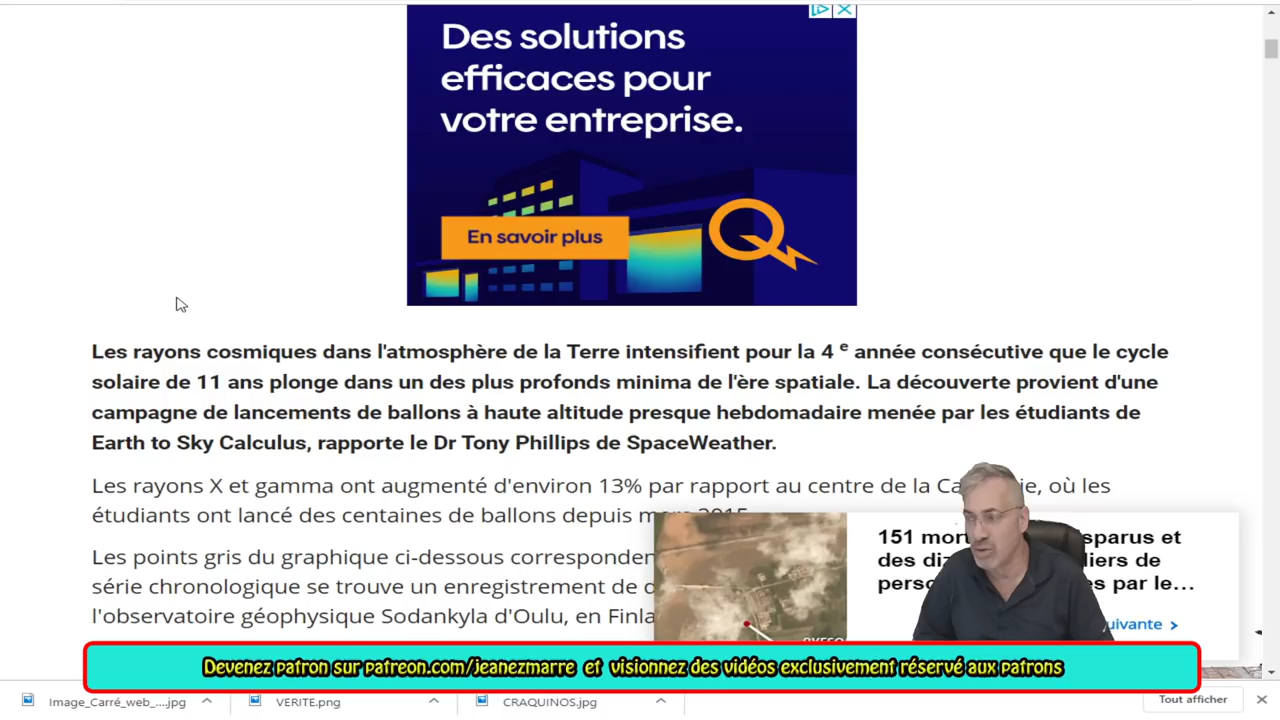 Des solutions
efficaces pour
votre entreprise.
En savoir plus
Les rayons cosmiques dans l'atmosphère de la Terre intensifient pour la 4 e année consécutive que le cycle
solaire de 11 ans plonge dans un des plus profonds minima de l'ère spatiale. La découverte provient d'une
campagne de lancements de ballons à haute altitude presque hebdomadaire menée par les étudiants de
Earth to Sky Calculus, rapporte le Dr Tony Phillips de SpaceWeather.
Les rayons X et gamma ont augmenté d'environ 13% par rapport au centre de la où les
étudiants ont lancé des centaines de ballons depuis 2015
Les points gris du graphique ci-dessous
série chronologique se trouve un enregistrement de
l'observatoire géophysique Sodankyla d'Oulu, en
151 et
des de
par le...
Devenez patron sur patreon.com/jeanezmarre et visionnez des vidéos exclusivement réservé aux patrons
Image_Carré_web_....jpg
VERITE.png
CRAQUINOS.jpg
Tout afficher